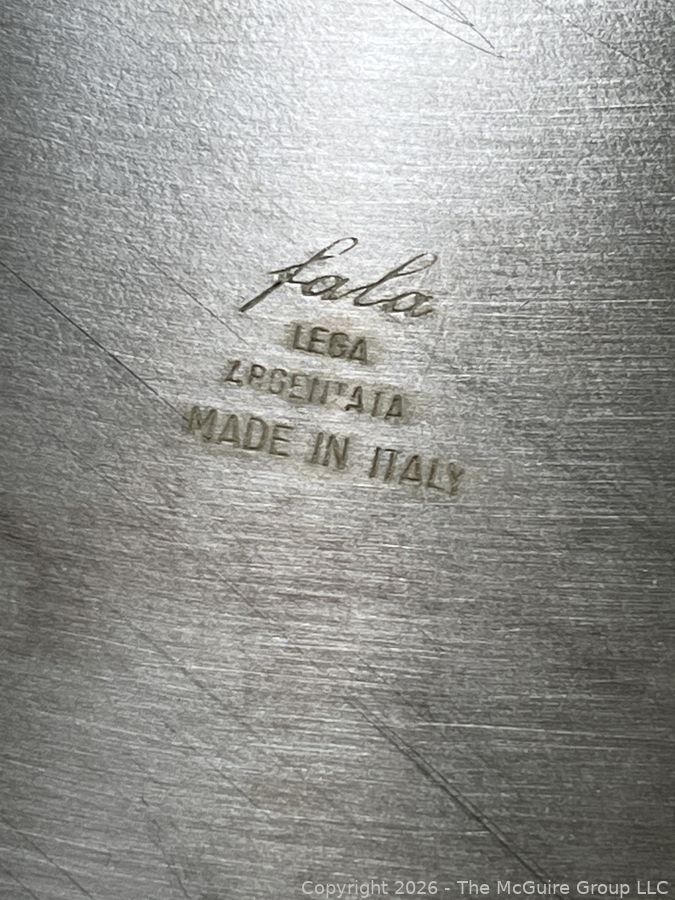 fala
LEGA
ARGENTATA
MADE IN ITALY
Copyright 2026 - The McGuire Group LLC